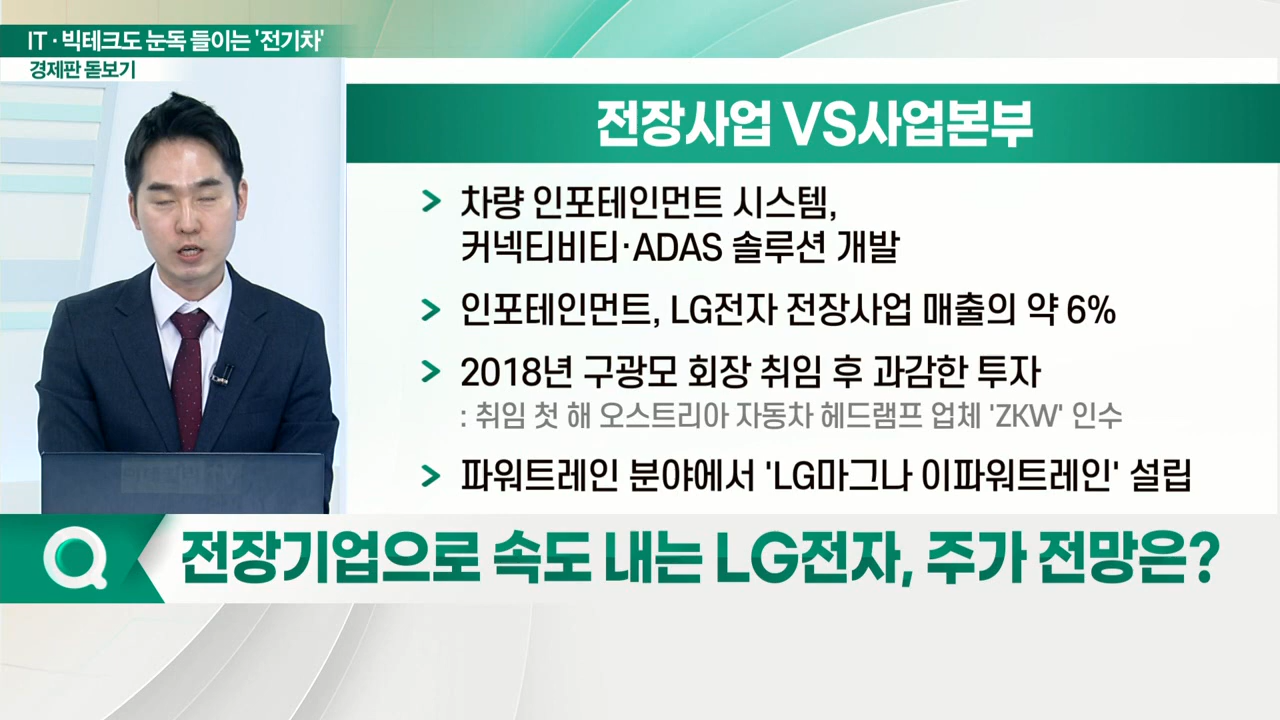 IT·빅테크도 눈독 들이는 '전기차'
경제판 돋보기
전장사업 VS사업본부
> 차량 인포테인먼트 시스템,
커넥티비티·ADAS 솔루션 개발
> 인포테인먼트, LG전자 전장사업 매출의 약 6%
> 2018년 구광모 회장 취임 후 과감한 투자
: 취임 첫 해 오스트리아 자동차 헤드램프 업체 'ZKW' 인수
> 파워트레인 분야에서 'LG마그나 이파워트레인' 설립
Q 전장기업으로 속도 내는 LG전자, 주가 전망은?